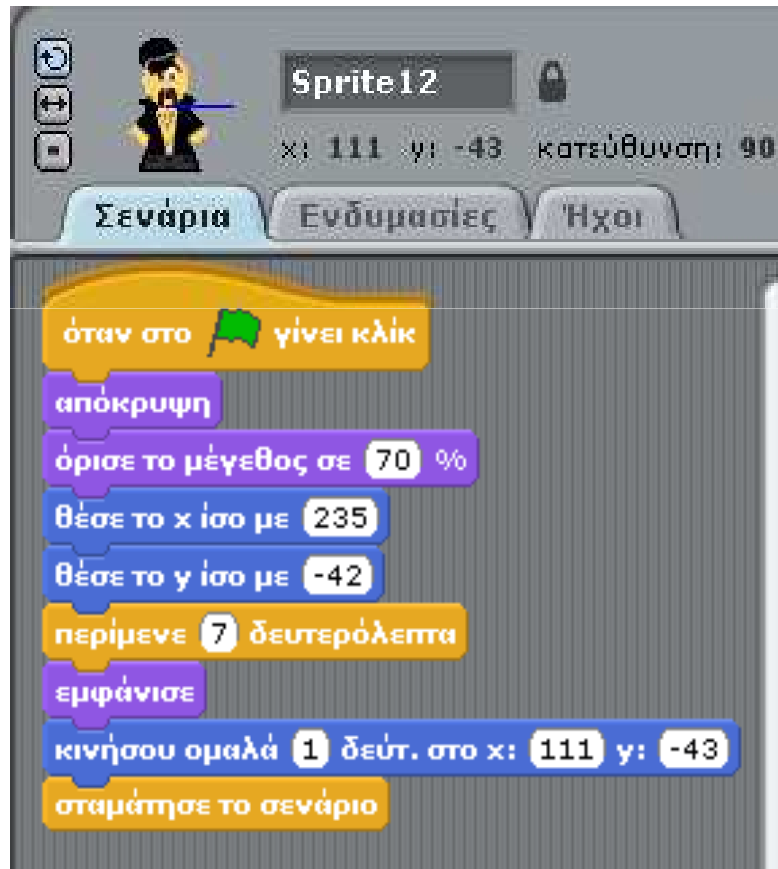 Sprite12
x: 111 y: -43 κατεύθυνση: 90
Σενάρια Ενδυμασίες Ήχοι
όταν στο γίνει κλίκ
απόκρυψη
όρισε το μέγεθος σε 70 %
θέσε το x ίσο με 235
θέσε το y ίσο με -42
περίμενε 7 δευτερόλεπτα
εμφάνισε
κινήσου ομαλά 1 δεύτ. στο x: 111 y: -43
σταμάτησε το σενάριο